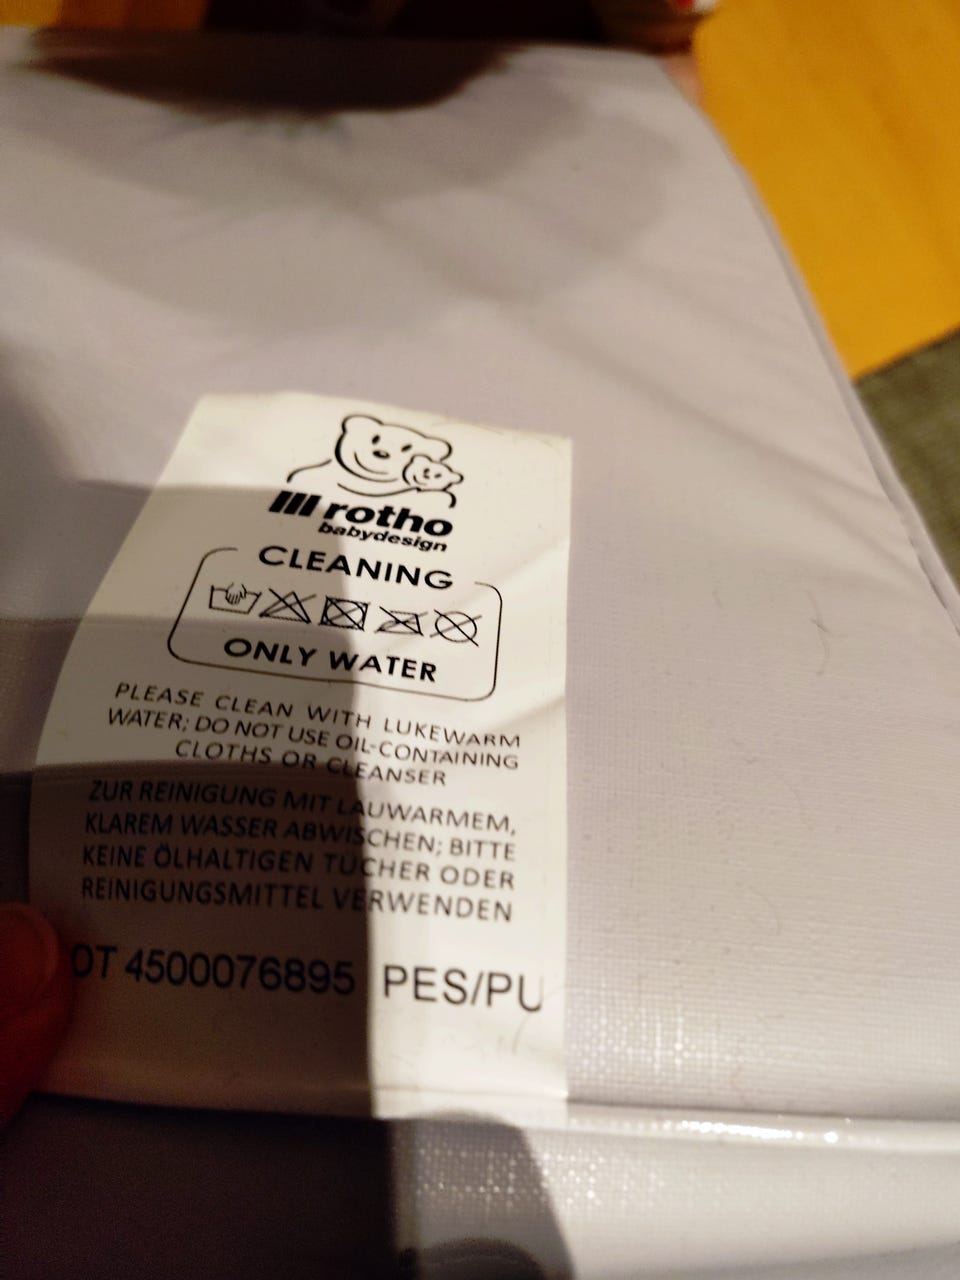 rotho
babydesign
CLEANING
ONLY WATER
PLEASE CLEAN WITH LUKEWARM
WATER; DO NOT USE OIL-CONTAINING
CLOTHS OR CLEANSER
ZUR REINIGUNG MIT LAUWARMEM,
KLAREM WASSER ABWISCHEN; BITTE
KEINE ÖLHALTIGEN TÜCHER ODER
REINIGUNGSMITTEL VERWENDEN
OT 4500076895 PES/PU